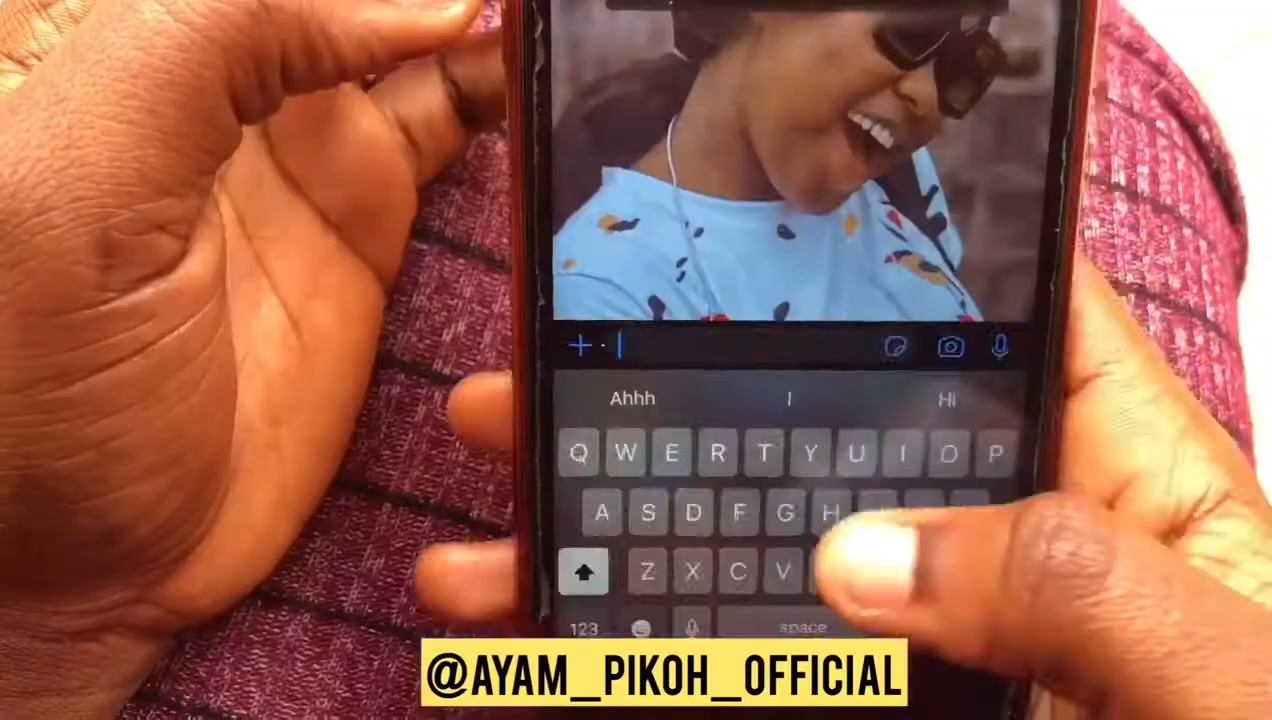 Ahhh I Hi
Q W E R T Y U I O P
A S D F G H
Z X C V
123 space
@AYAM_PIKOH_OFFICIAL